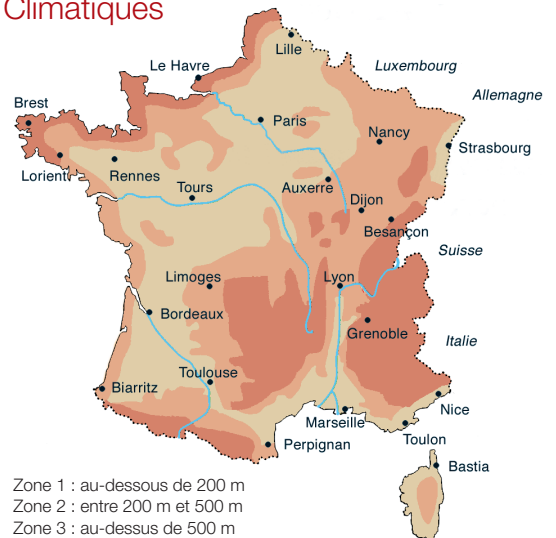 Climatiques
Lille
Le Havre
Luxembourg
Allemagne
Brest
Paris
Nancy
Strasbourg
Lorient
Rennes
Tours
Auxerre
Dijon
Besançon
Suisse
Limoges
Lyon
Bordeaux
Grenoble
Italie
Toulouse
Biarritz
Nice
Marseille
Toulon
Perpignan
Bastia
Zone 1 : au-dessous de 200 m
Zone 2 : entre 200 m et 500 m
Zone 3 : au-dessus de 500 m